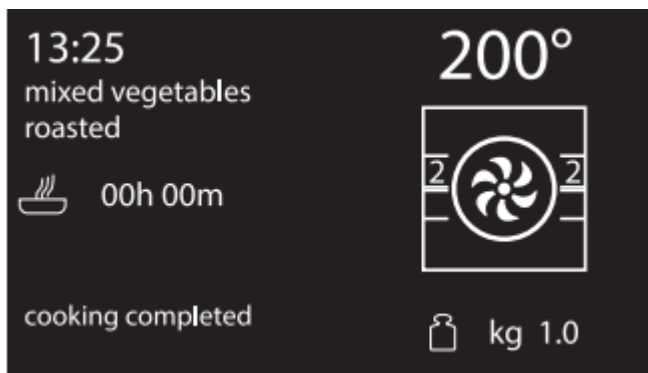 13:25
200°
mixed vegetables
roasted
2 2
00h 00m
cooking completed
kg 1.0